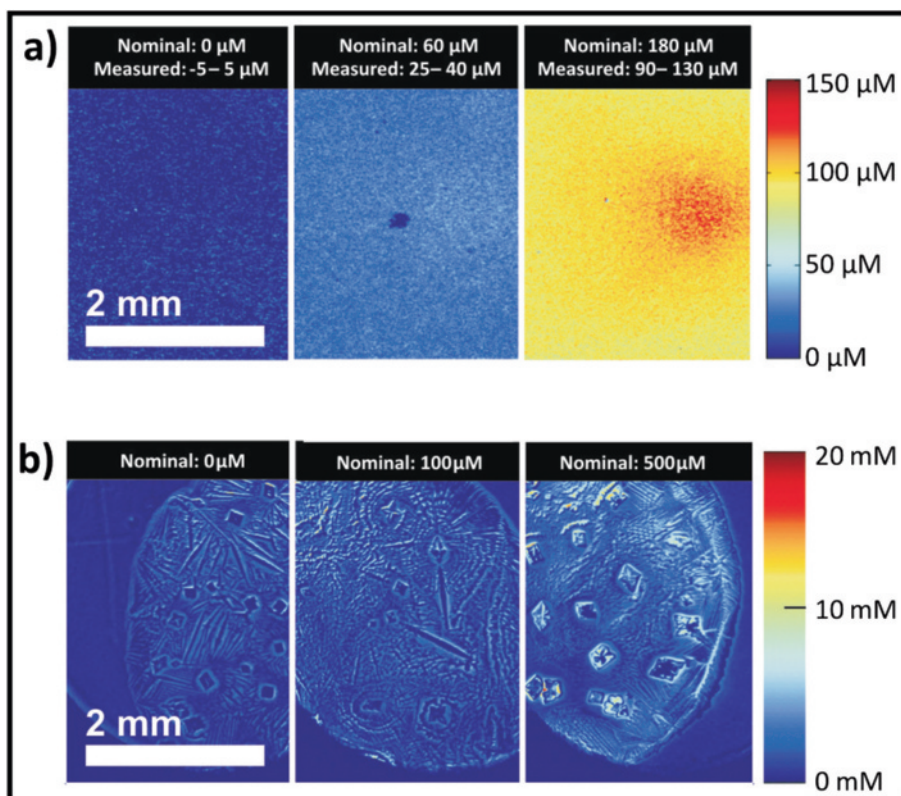 a)
Nominal: 0 µM
Measured: -5– 5 µM
Nominal: 60 µM
Measured: 25– 40 µM
Nominal: 180 µM
Measured: 90– 130 µM
2 mm
150 µM
100 µM
50 µM
0 µM
b)
Nominal: 0µM
Nominal: 100µM
Nominal: 500µM
2 mm
20 mM
10 mM
0 mM